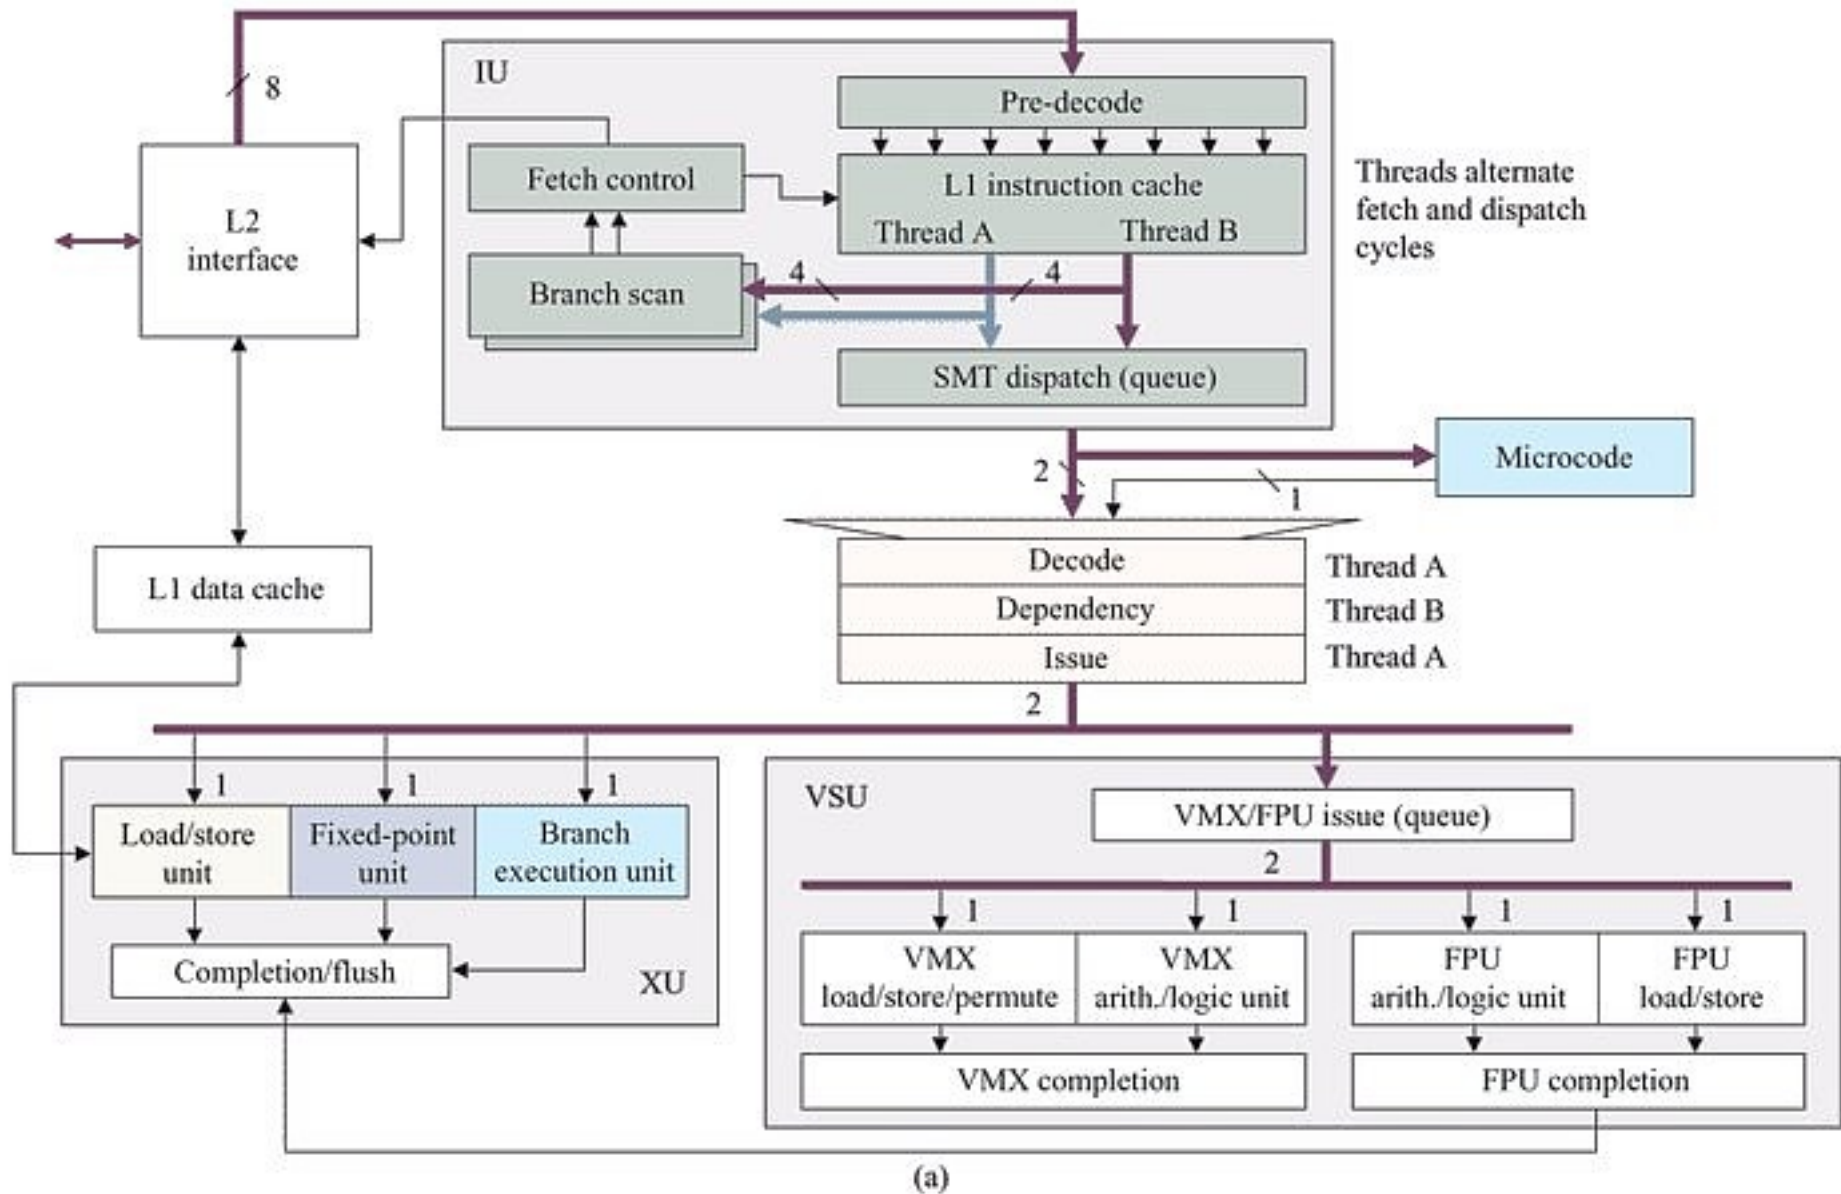 8
IU
Pre-decode
Fetch control
L1 instruction cache
Thread A
Thread B
Threads alternate
fetch and dispatch
cycles
L2
interface
Branch scan
4
4
SMT dispatch (queue)
2
Microcode
1
L1 data cache
Decode
Thread A
Dependency
Thread B
Issue
Thread A
2
1
1
1
Load/store
unit
Fixed-point
unit
Branch
execution unit
Completion/flush
XU
VSU
VMX/FPU issue (queue)
2
1
1
1
1
VMX
load/store/permute
VMX
arith./logic unit
FPU
arith./logic unit
FPU
load/store
VMX completion
FPU completion
(a)